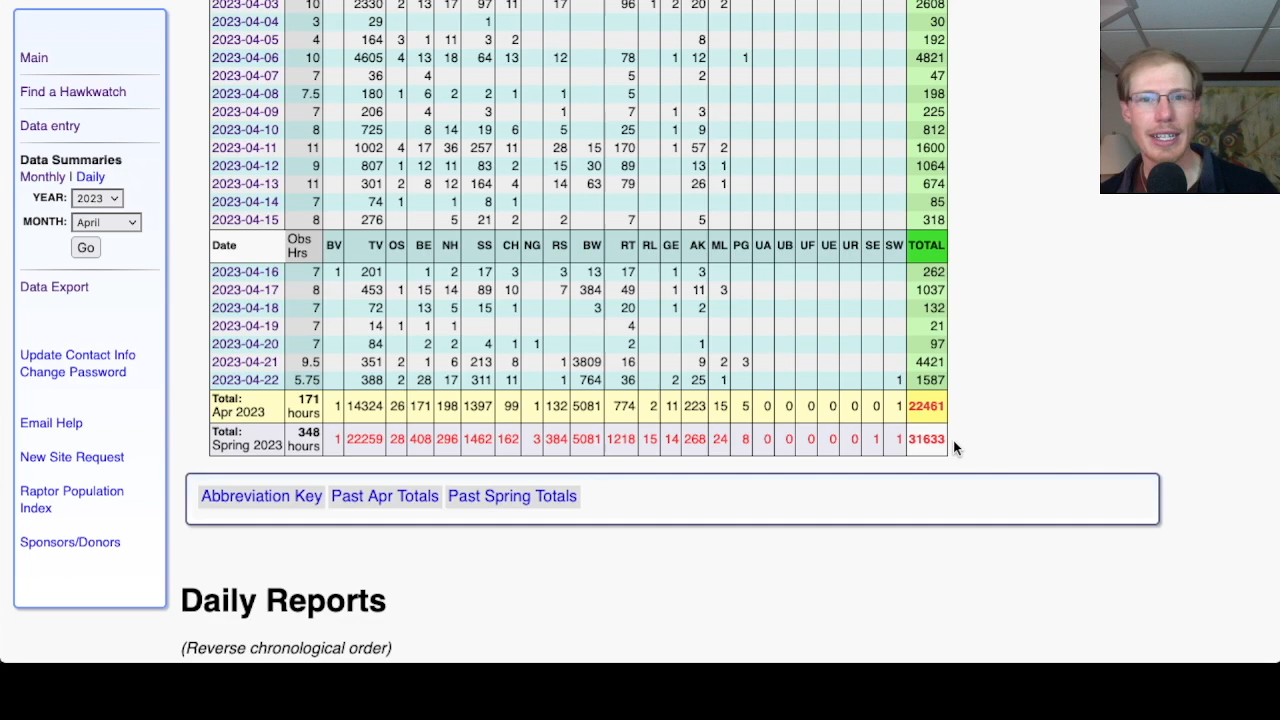 Main
Find a Hawkwatch
Data entry
Data Summaries
Monthly | Daily
YEAR: 2023
MONTH: April
Go
Data Export
Update Contact Info
Change Password
Email Help
New Site Request
Raptor Population
Index
Sponsors/Donors
2023-04-03 10 2330 2 13 17 97 11 17 96 1 2 20 2 2608
2023-04-04 3 29 1 30
2023-04-05 4 164 3 1 11 3 2 8 192
2023-04-06 10 4605 4 13 18 64 13 12 78 1 12 1 4821
2023-04-07 7 36 4 5 2 47
2023-04-08 7.5 180 1 6 2 2 1 1 5 198
2023-04-09 7 206 4 3 1 7 1 3 225
2023-04-10 8 725 8 14 19 6 5 25 1 9 812
2023-04-11 11 1002 4 17 36 257 11 28 15 170 1 57 2 1600
2023-04-12 9 807 1 12 11 83 2 15 30 89 13 1 1064
2023-04-13 11 301 2 8 12 164 4 14 63 79 26 1 674
2023-04-14 7 74 1 1 8 1 85
2023-04-15 8 276 5 21 2 2 7 5 318
Date Obs Hrs BV TV OS BE NH SS CH NG RS BW RT RL GE AK ML PG UA UB UF UE UR SE SW TOTAL
2023-04-16 7 1 201 1 2 17 3 3 13 17 1 3 262
2023-04-17 8 453 1 15 14 89 10 7 384 49 1 11 3 1037
2023-04-18 7 72 13 5 15 1 3 20 1 2 132
2023-04-19 7 14 1 1 1 4 21
2023-04-20 7 84 2 2 4 1 1 2 1 97
2023-04-21 9.5 351 2 1 6 213 8 1 3809 16 9 2 3 4421
2023-04-22 5.75 388 2 28 17 311 11 1 764 36 2 25 1 1 1587
Total: Apr 2023 171 hours 1 14324 26 171 198 1397 99 1 132 5081 774 2 11 223 15 5 0 0 0 0 0 0 1 22461
Total: Spring 2023 348 hours 1 22259 28 408 296 1462 162 3 384 5081 1218 15 14 268 24 8 0 0 0 0 0 1 1 31633
Abbreviation Key Past Apr Totals Past Spring Totals
Daily Reports
(Reverse chronological order)